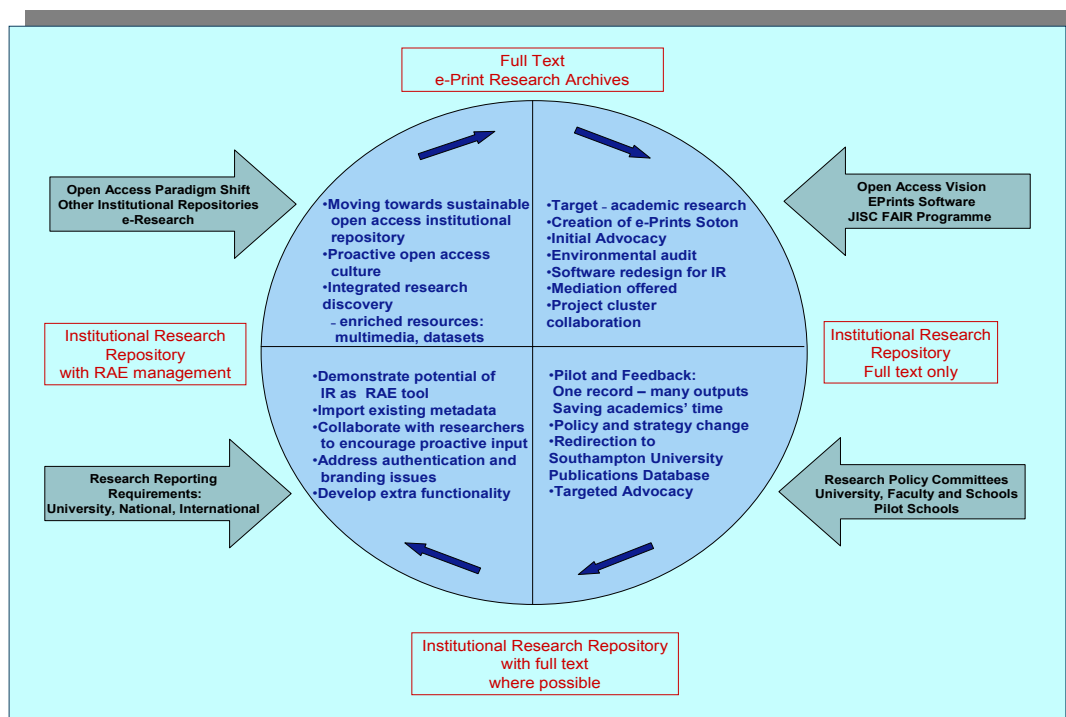 Full Text
e-Print Research Archives
Open Access Paradigm Shift
Other Institutional Repositories
e-Research
•Moving towards sustainable
open access institutional
repository
•Proactive open access
culture
•Integrated research
discovery
- enriched resources:
multimedia, datasets
•Target - academic research
•Creation of e-Prints Soton
•Initial Advocacy
•Environmental audit
•Software redesign for IR
•Mediation offered
•Project cluster
collaboration
Open Access Vision
EPrints Software
JISC FAIR Programme
Institutional Research
Repository
with RAE management
Institutional Research
Repository
Full text only
•Demonstrate potential of
IR as RAE tool
•Import existing metadata
•Collaborate with researchers
to encourage proactive input
•Address authentication and
branding issues
•Develop extra functionality
•Pilot and Feedback:
One record – many outputs
Saving academics’ time
•Policy and strategy change
•Redirection to
Southampton University
Publications Database
•Targeted Advocacy
Research Reporting
Requirements:
University, National, International
Research Policy Committees
University, Faculty and Schools
Pilot Schools
Institutional Research Repository
with full text
where possible